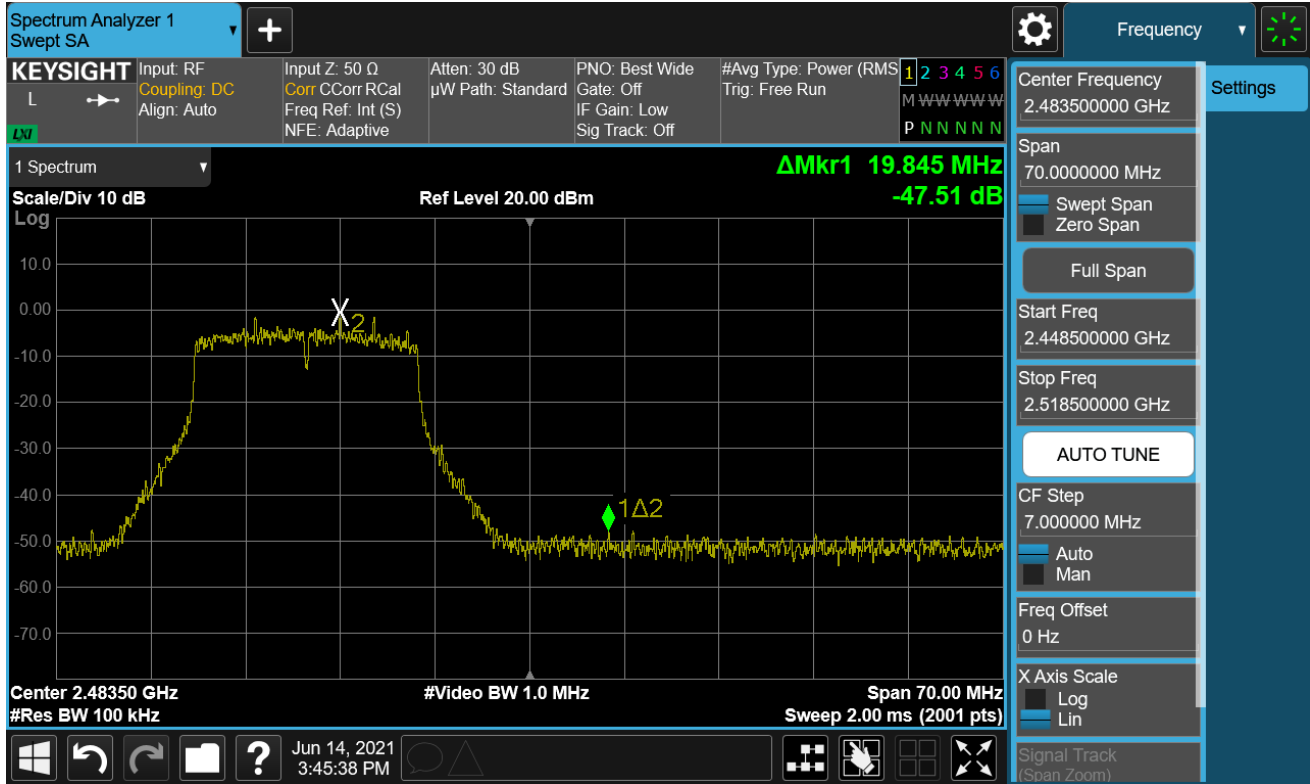 Spectrum Analyzer 1
Swept SA
Frequency
KEYSIGHT
L
LXI
Input: RF
Coupling: DC
Align: Auto
Input Z: 50 Ω
Corr CCorr RCal
Freq Ref: Int (S)
NFE: Adaptive
Atten: 30 dB
µW Path: Standard
PNO: Best Wide
Gate: Off
IF Gain: Low
Sig Track: Off
#Avg Type: Power (RMS
Trig: Free Run
1 2 3 4 5 6
M W W W W W
P N N N N N
1 Spectrum
ΔMkr1 19.845 MHz
-47.51 dB
Scale/Div 10 dB
Ref Level 20.00 dBm
Log
10.0
0.00
-10.0
-20.0
-30.0
-40.0
-50.0
-60.0
-70.0
X
2
1Δ2
Center 2.48350 GHz
#Video BW 1.0 MHz
Span 70.00 MHz
#Res BW 100 kHz
Sweep 2.00 ms (2001 pts)
?
Jun 14, 2021
3:45:38 PM
Settings
Center Frequency
2.483500000 GHz
Span
70.0000000 MHz
Swept Span
Zero Span
Full Span
Start Freq
2.448500000 GHz
Stop Freq
2.518500000 GHz
AUTO TUNE
CF Step
7.000000 MHz
Auto
Man
Freq Offset
0 Hz
X Axis Scale
Log
Lin
Signal Track
(Span Zoom)